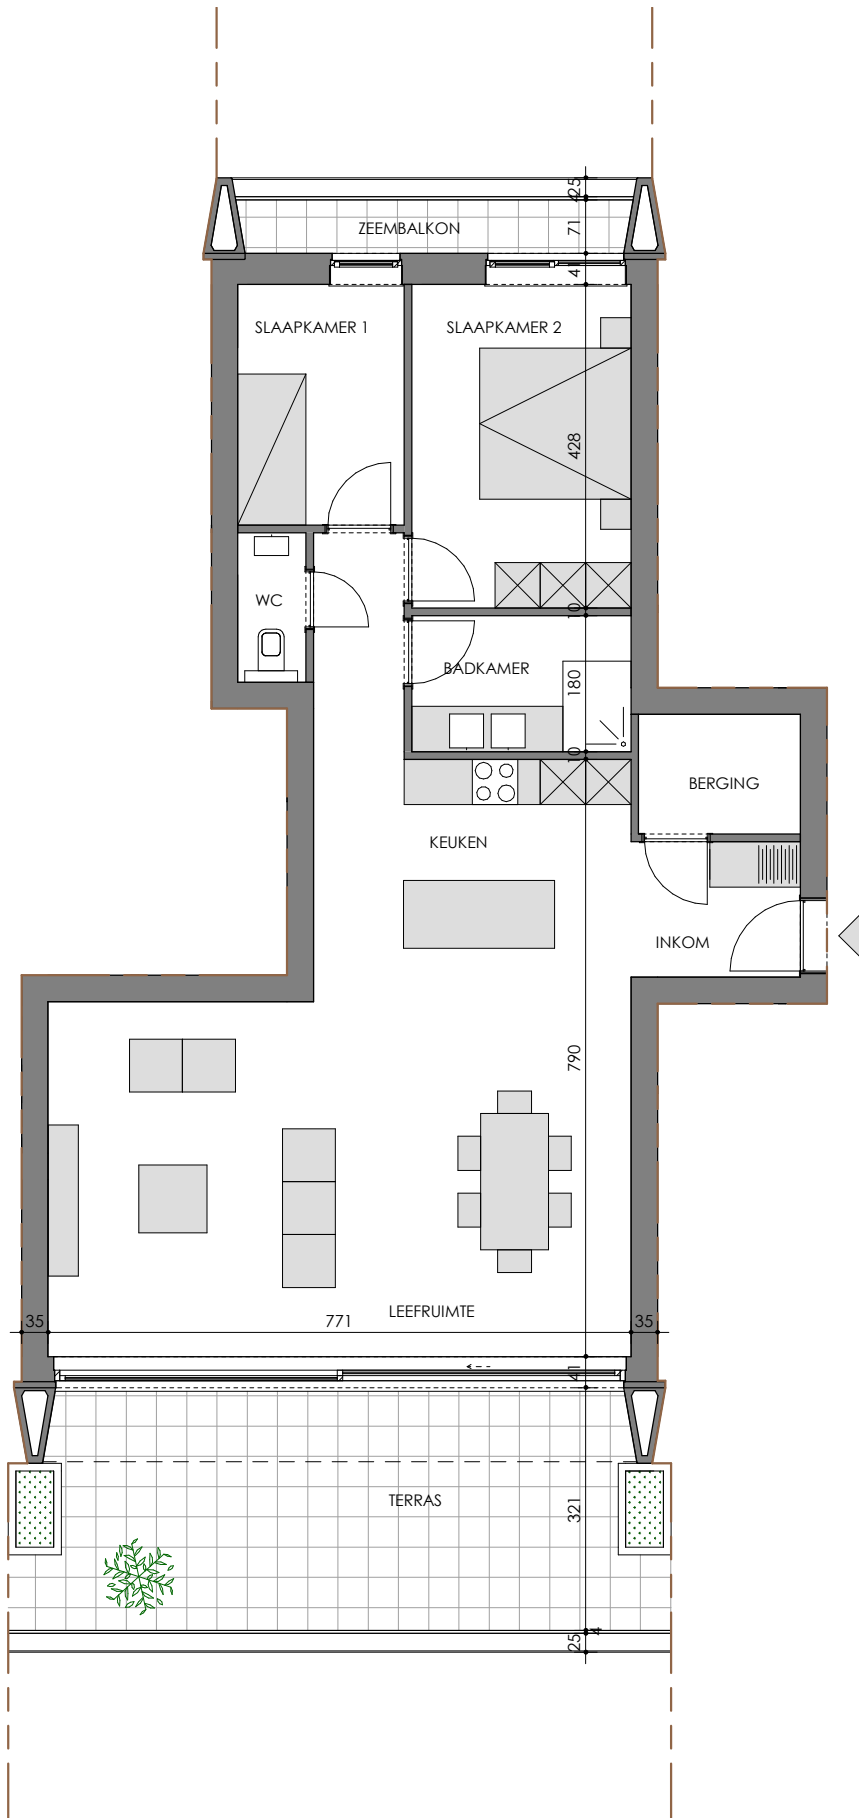 25
4
71
ZEEMBALKON
41
SLAAPKAMER 1
SLAAPKAMER 2
428
WC
10
BADKAMER
180
10
BERGING
KEUKEN
INKOM
790
LEEFRUIMTE
35
771
35
41
TERRAS
321
4
25